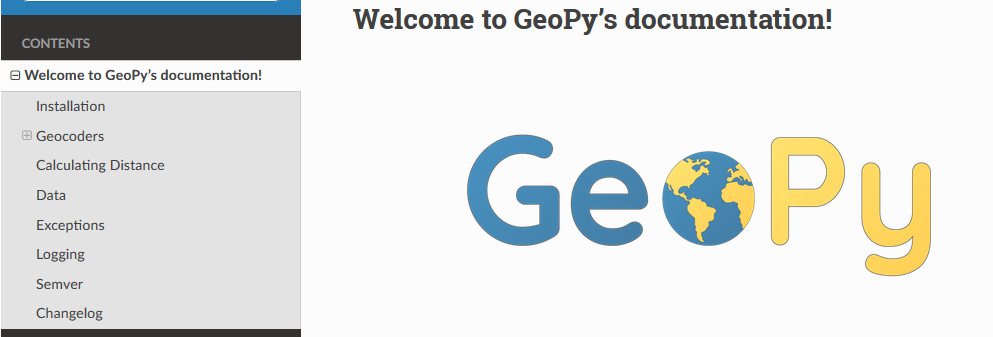 CONTENTS
Welcome to GeoPy's documentation!
Installation
Geocoders
Calculating Distance
Data
Exceptions
Logging
Semver
Changelog
Welcome to GeoPy’s documentation!
GeoPy